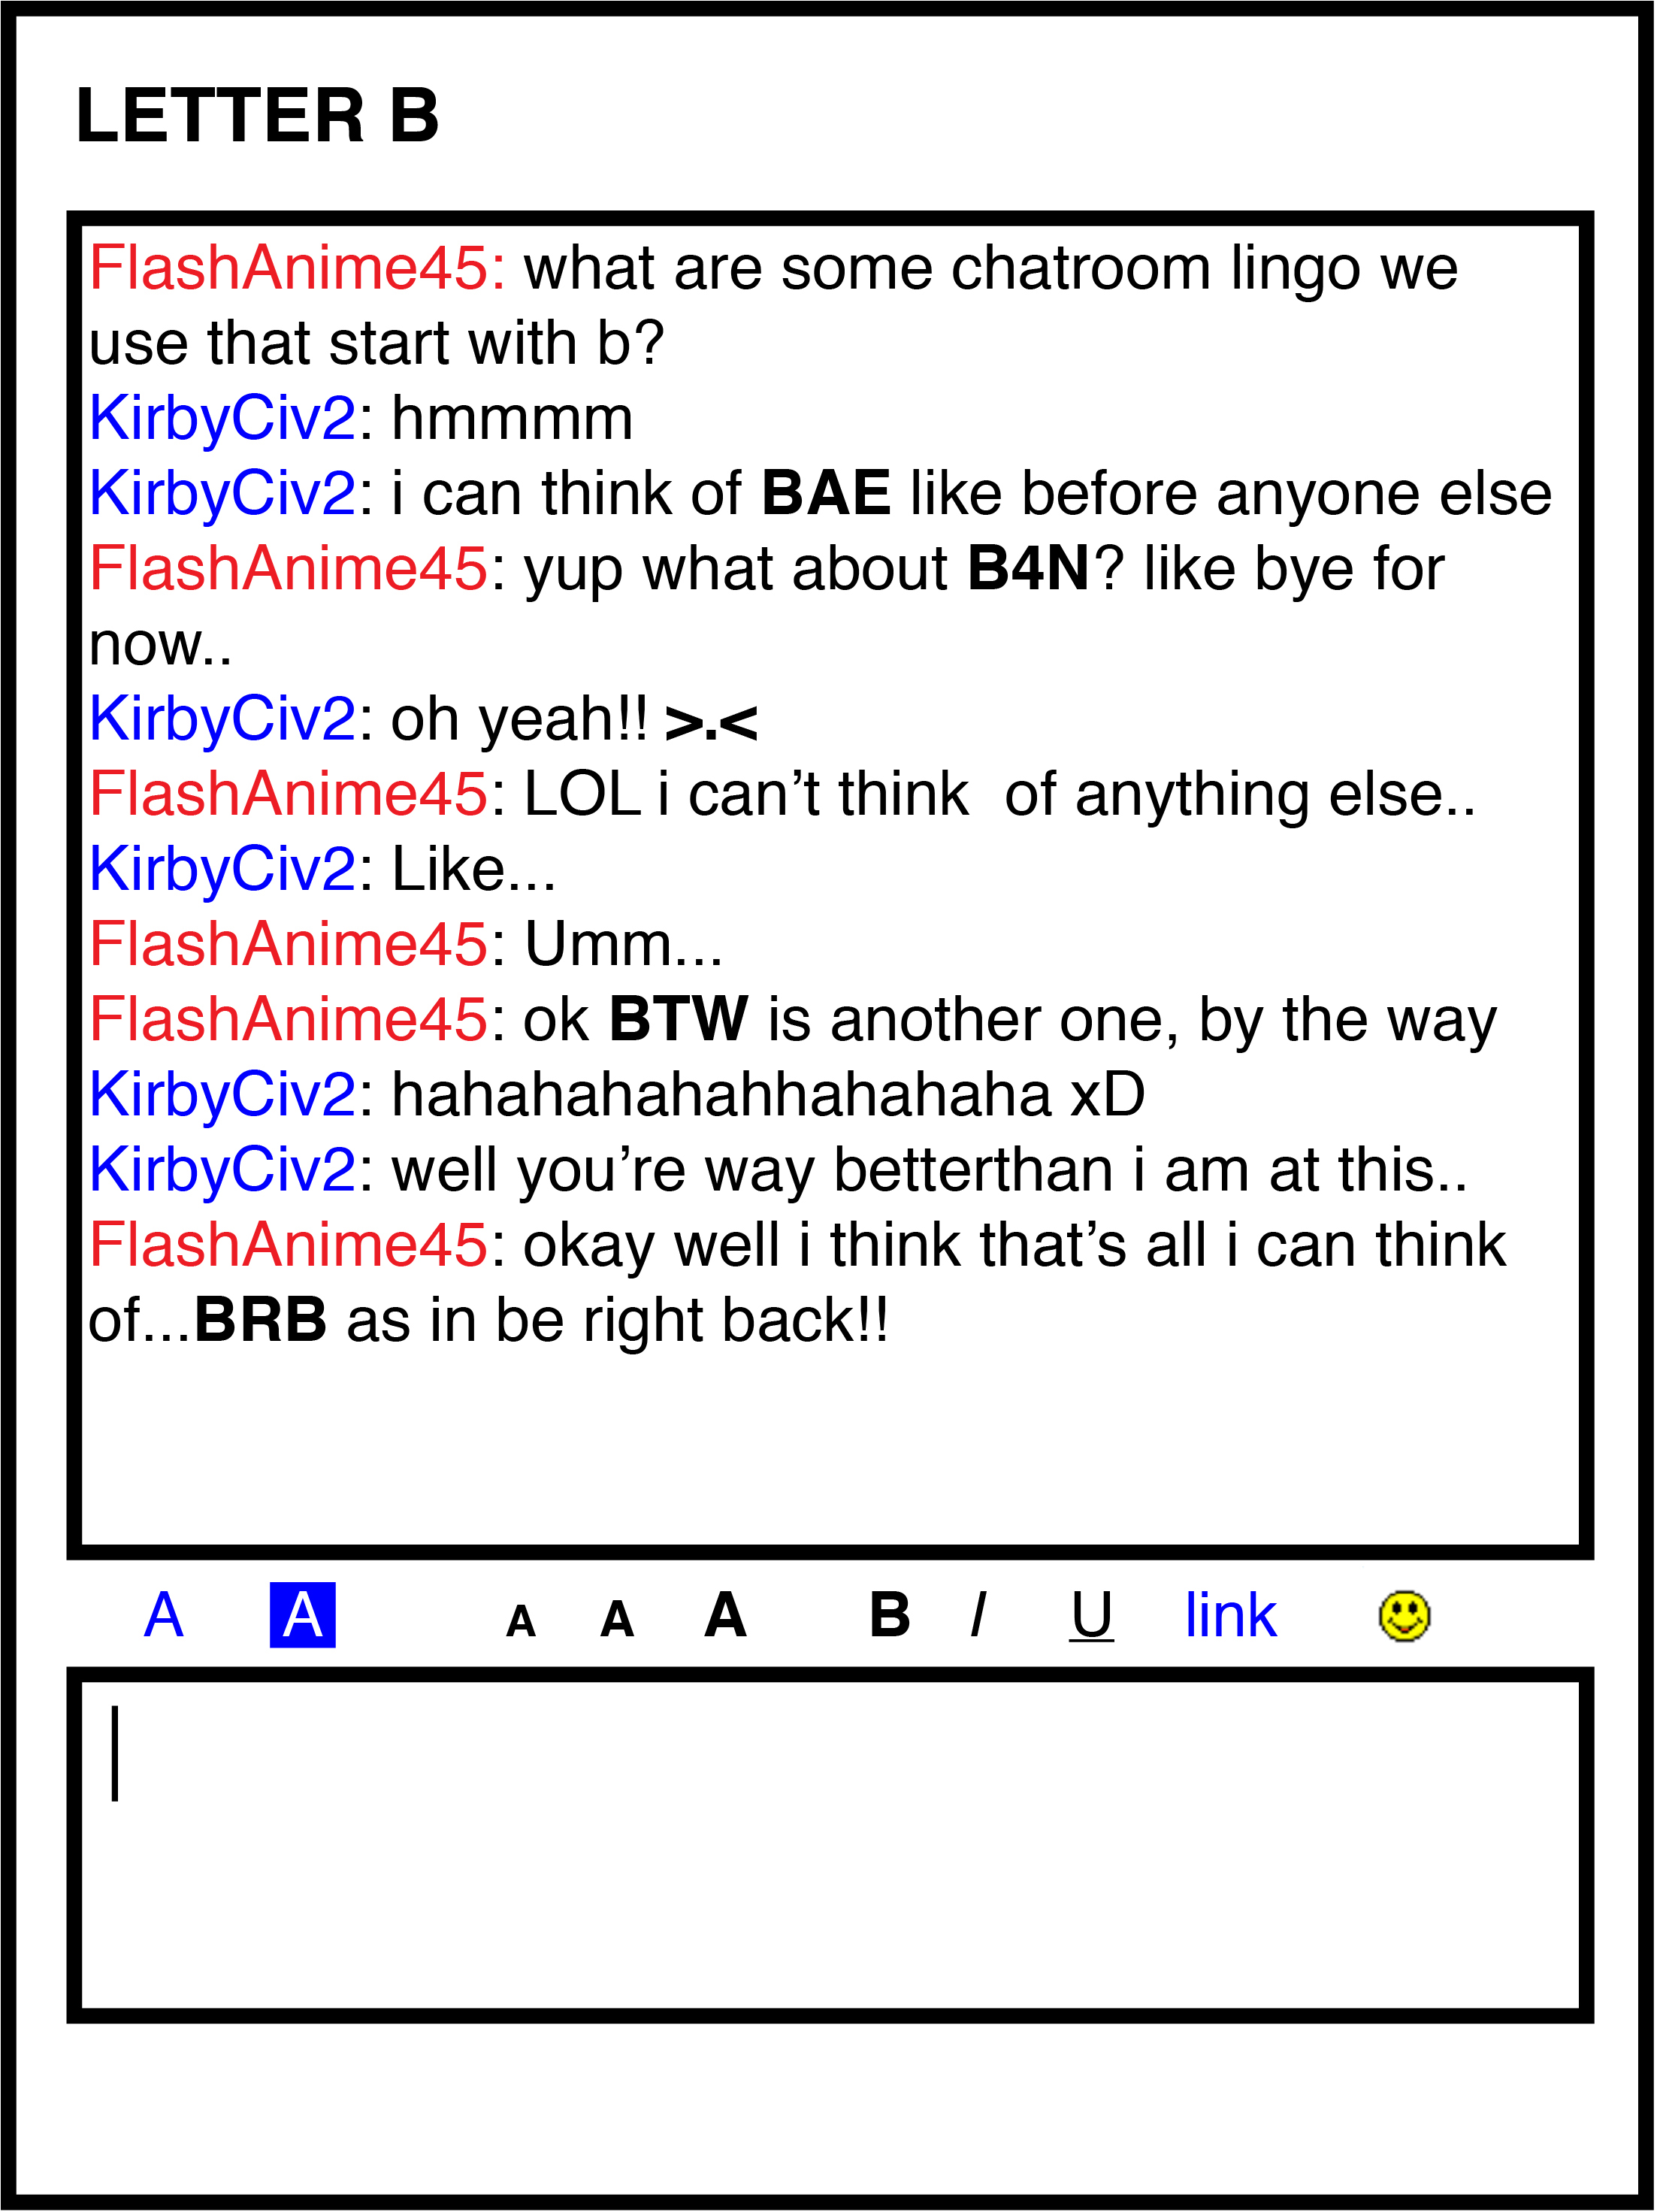 LETTER B
FlashAnime45: what are some chatroom lingo we
use that start with b?
KirbyCiv2: hmmmm
KirbyCiv2: i can think of BAE like before anyone else
FlashAnime45: yup what about B4N? like bye for
now..
KirbyCiv2: oh yeah!! >.<
FlashAnime45: LOL i can’t think  of anything else..
KirbyCiv2: Like...
FlashAnime45: Umm...
FlashAnime45: ok BTW is another one, by the way
KirbyCiv2: hahahahahahhahahaha xD
KirbyCiv2: well you’re way betterthan i am at this..
FlashAnime45: okay well i think that’s all i can think
of...BRB as in be right back!!
A A A A A B I U link